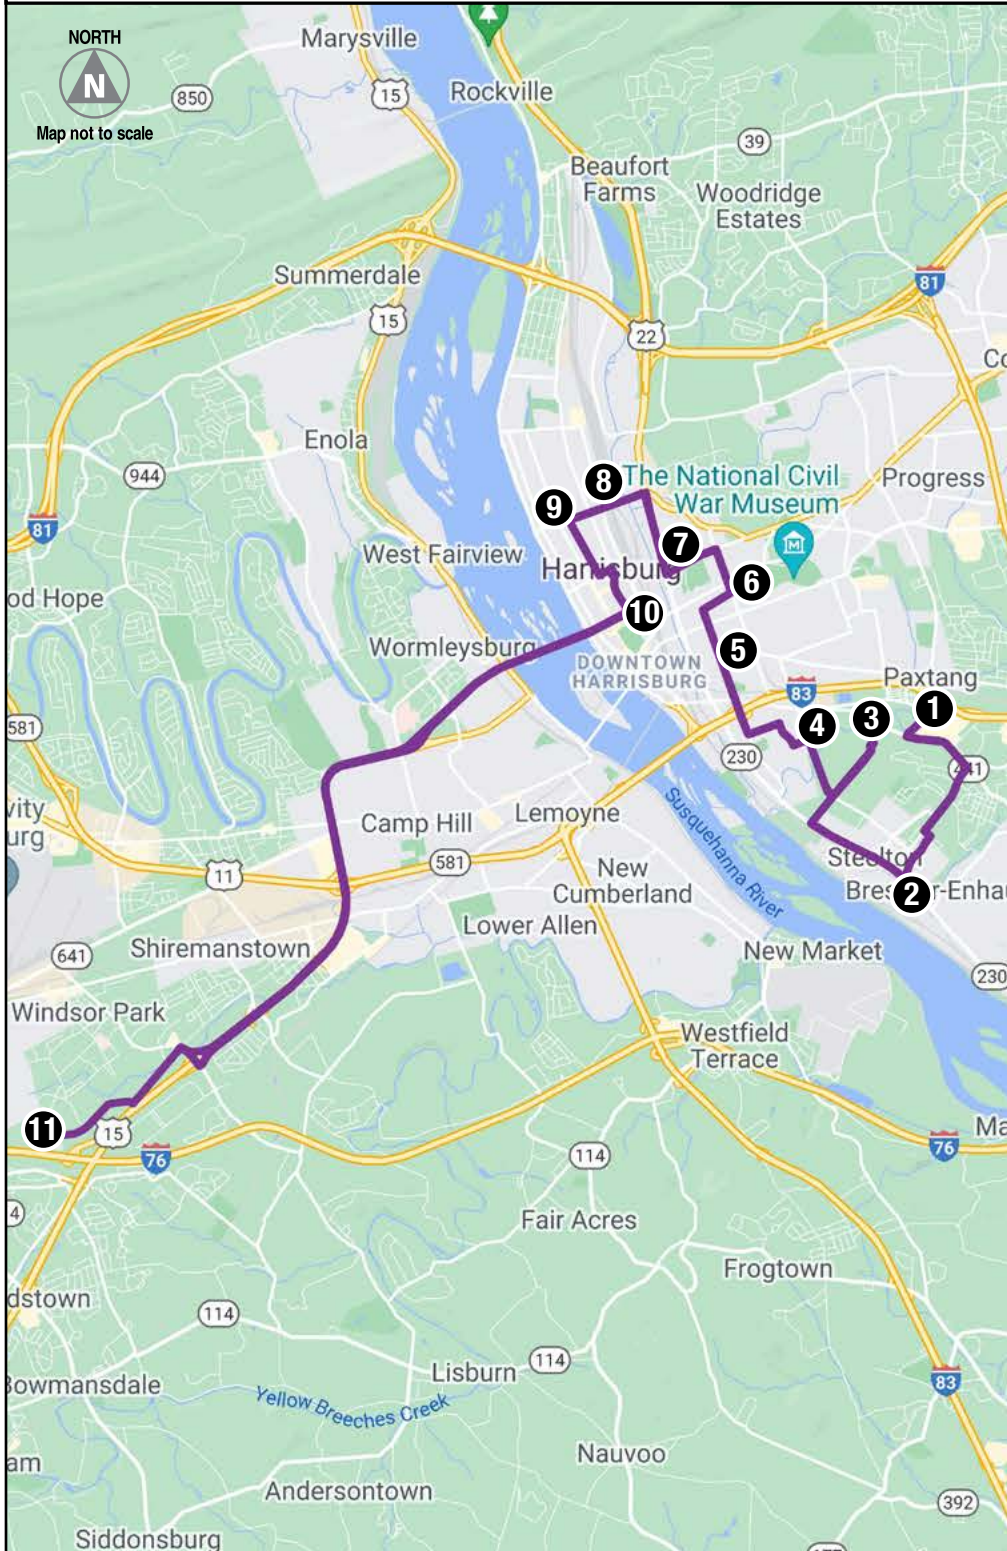 NORTH
N
Map not to scale
Marysville
15
Rockville
850
39
Beaufort
Farms
Woodridge
Estates
Summerdale
81
15
22
Enola
944
The National Civil
War Museum
Progress
8
9
81
7
West Fairview
Harrisburg
6
10
Wormleysburg
5
DOWNTOWN
HARRISBURG
Paxtang
83
1
3
4
581
230
441
Susquehanna River
Camp Hill
Lemoyne
581
11
Steelton
2
New
Cumberland
Lower Allen
Shiremanstown
641
New Market
230
Windsor Park
Westfield
Terrace
11
15
76
76
114
Fair Acres
Frogtown
114
Lisburn
114
83
Bowmansdale
Yellow Breeches Creek
Nauvoo
Andersontown
392
Siddonsburg